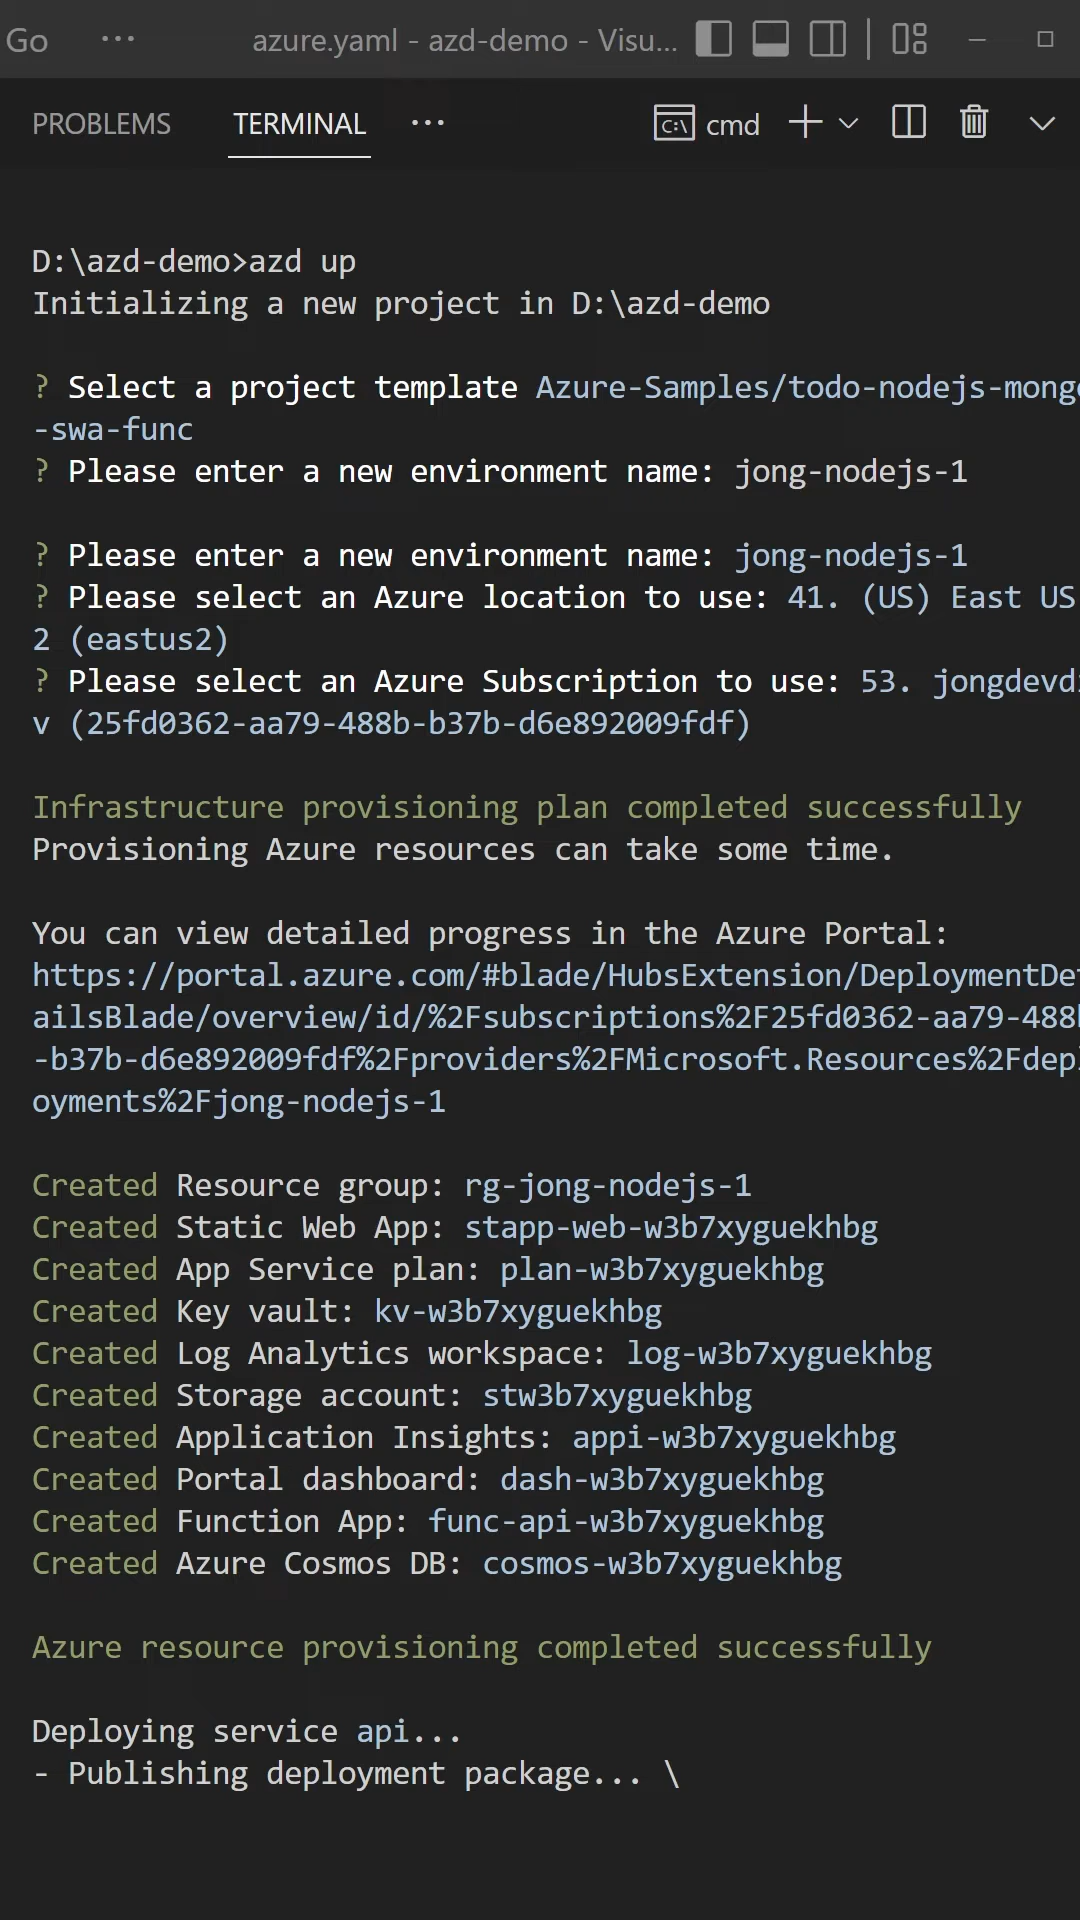 Go ... azure.yaml - azd-demo - Visu...
PROBLEMS TERMINAL ... cmd
D:\azd-demo>azd up
Initializing a new project in D:\azd-demo
? Select a project template Azure-Samples/todo-nodejs-mongo
-swa-func
? Please enter a new environment name: jong-nodejs-1
? Please enter a new environment name: jong-nodejs-1
? Please select an Azure location to use: 41. (US) East US
2 (eastus2)
? Please select an Azure Subscription to use: 53. jongdevdi
v (25fd0362-aa79-488b-b37b-d6e892009fdf)
Infrastructure provisioning plan completed successfully
Provisioning Azure resources can take some time.
You can view detailed progress in the Azure Portal:
https://portal.azure.com/#blade/HubsExtension/DeploymentDet
ailsBlade/overview/id/%2Fsubscriptions%2F25fd0362-aa79-488b
-b37b-d6e892009fdf%2Fproviders%2FMicrosoft.Resources%2Fdepl
oyments%2Fjong-nodejs-1
Created Resource group: rg-jong-nodejs-1
Created Static Web App: stapp-web-w3b7xyguekhbg
Created App Service plan: plan-w3b7xyguekhbg
Created Key vault: kv-w3b7xyguekhbg
Created Log Analytics workspace: log-w3b7xyguekhbg
Created Storage account: stw3b7xyguekhbg
Created Application Insights: appi-w3b7xyguekhbg
Created Portal dashboard: dash-w3b7xyguekhbg
Created Function App: func-api-w3b7xyguekhbg
Created Azure Cosmos DB: cosmos-w3b7xyguekhbg
Azure resource provisioning completed successfully
Deploying service api...
- Publishing deployment package... \